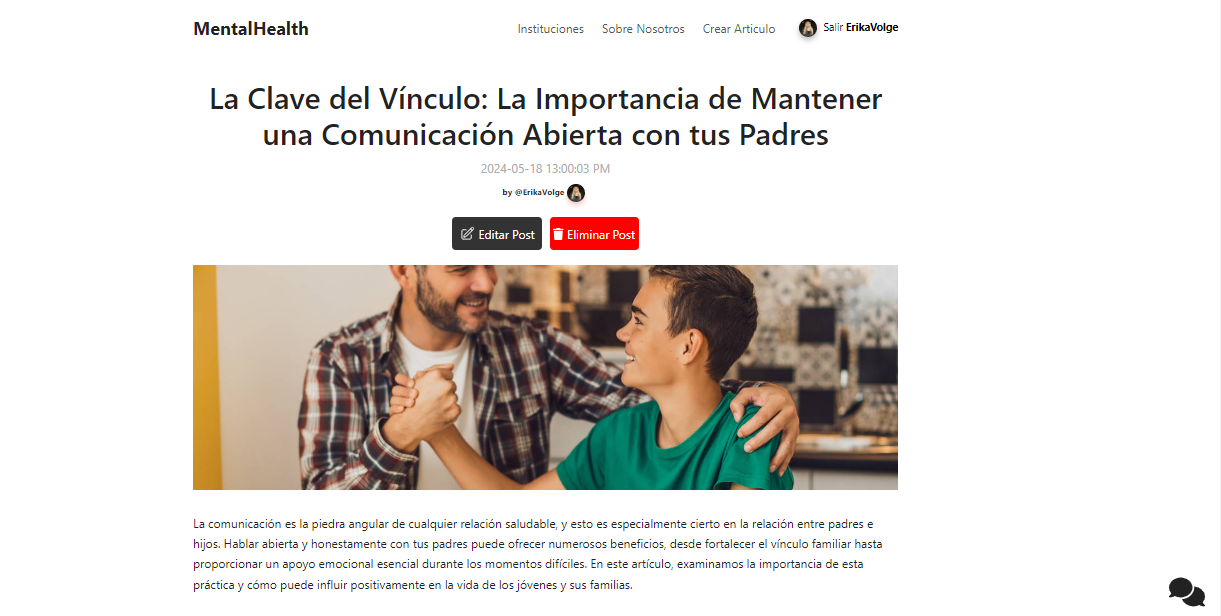 MentalHealth
Instituciones
Sobre Nosotros
Crear Articulo
Salir ErikaVolge
La Clave del Vínculo: La Importancia de Mantener
una Comunicación Abierta con tus Padres
2024-05-18 13:00:03 PM
by @ErikaVolge
Editar Post
Eliminar Post
La comunicación es la piedra angular de cualquier relación saludable, y esto es especialmente cierto en la relación entre padres e
hijos. Hablar abierta y honestamente con tus padres puede ofrecer numerosos beneficios, desde fortalecer el vínculo familiar hasta
proporcionar un apoyo emocional esencial durante los momentos difíciles. En este artículo, examinamos la importancia de esta
práctica y cómo puede influir positivamente en la vida de los jóvenes y sus familias.